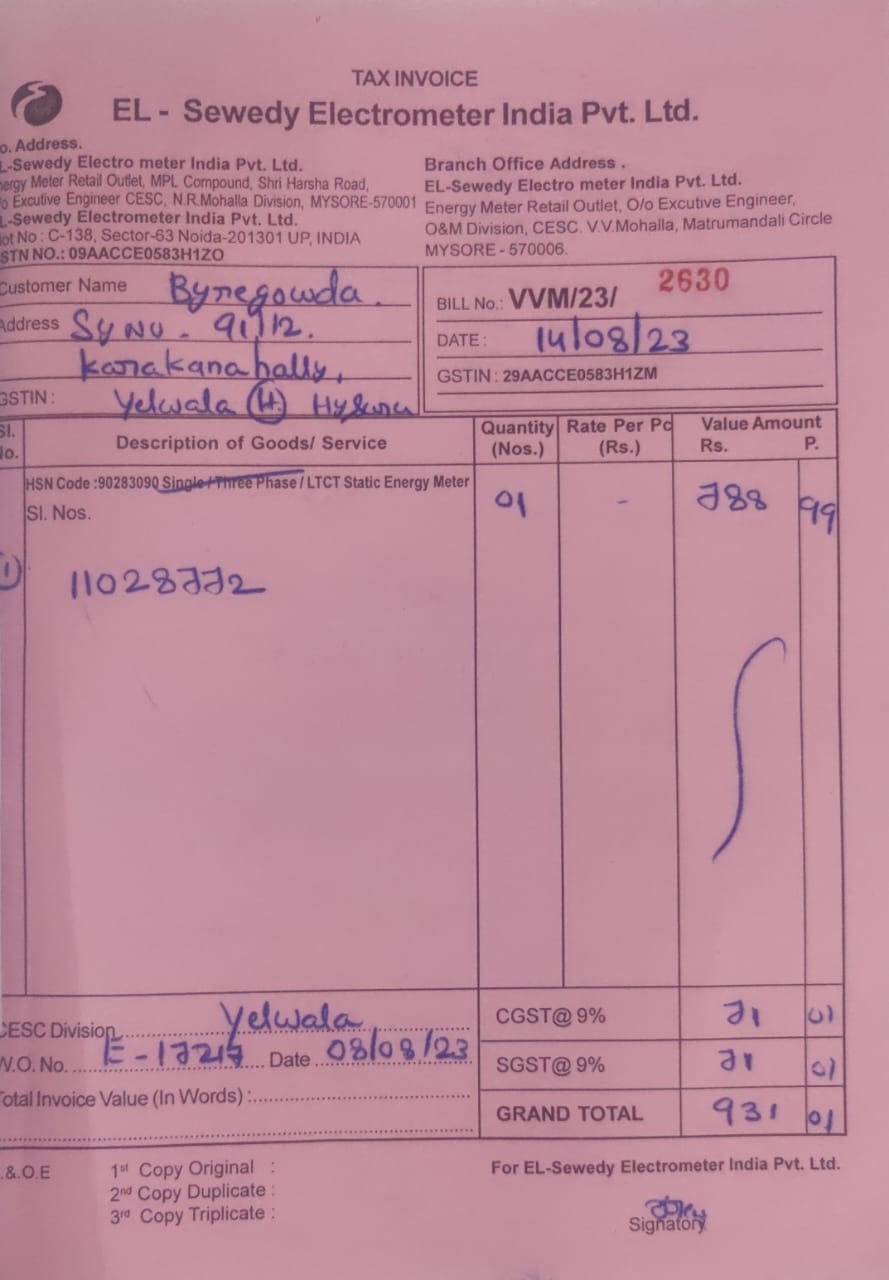 TAX INVOICE
EL - Sewedy Electrometer India Pvt. Ltd.
o. Address.
L-Sewedy Electro meter India Pvt. Ltd.
ergy Meter Retail Outlet, MPL Compound, Shri Harsha Road,
o Excutive Engineer CESC, N.R.Mohalla Division, MYSORE-570001
L-Sewedy Electrometer India Pvt. Ltd.
lot No : C-138, Sector-63 Noida-201301 UP, INDIA
STN NO.: 09AACCE0583H1ZO
Branch Office Address .
EL-Sewedy Electro meter India Pvt. Ltd.
Energy Meter Retail Outlet, O/o Excutive Engineer,
O&M Division, CESC. V.V.Mohalla, Matrumandali Circle
MYSORE - 570006.
Customer Name Byregowda.
Address Sy No. 91/12.
Karakanahally,
GSTIN : Yelwala (H)
BILL No.: VVM/23/ 2630
DATE : 14/08/23
GSTIN : 29AACCE0583H1ZM
Sl. No. Description of Goods/ Service Quantity (Nos.) Rate Per Pc (Rs.) Value Amount Rs. P.
HSN Code :90283090 Single / Three Phase / LTCT Static Energy Meter 01 - 788 99
Sl. Nos.
1) 11028772
CESC Division Yelwala
W.O. No. Date 08/08/23
Total Invoice Value (In Words) :
CGST@ 9% 71 01
SGST@ 9% 71 01
GRAND TOTAL 931 01
.&.O.E
1st Copy Original :
2nd Copy Duplicate :
3rd Copy Triplicate :
For EL-Sewedy Electrometer India Pvt. Ltd.
Signatory